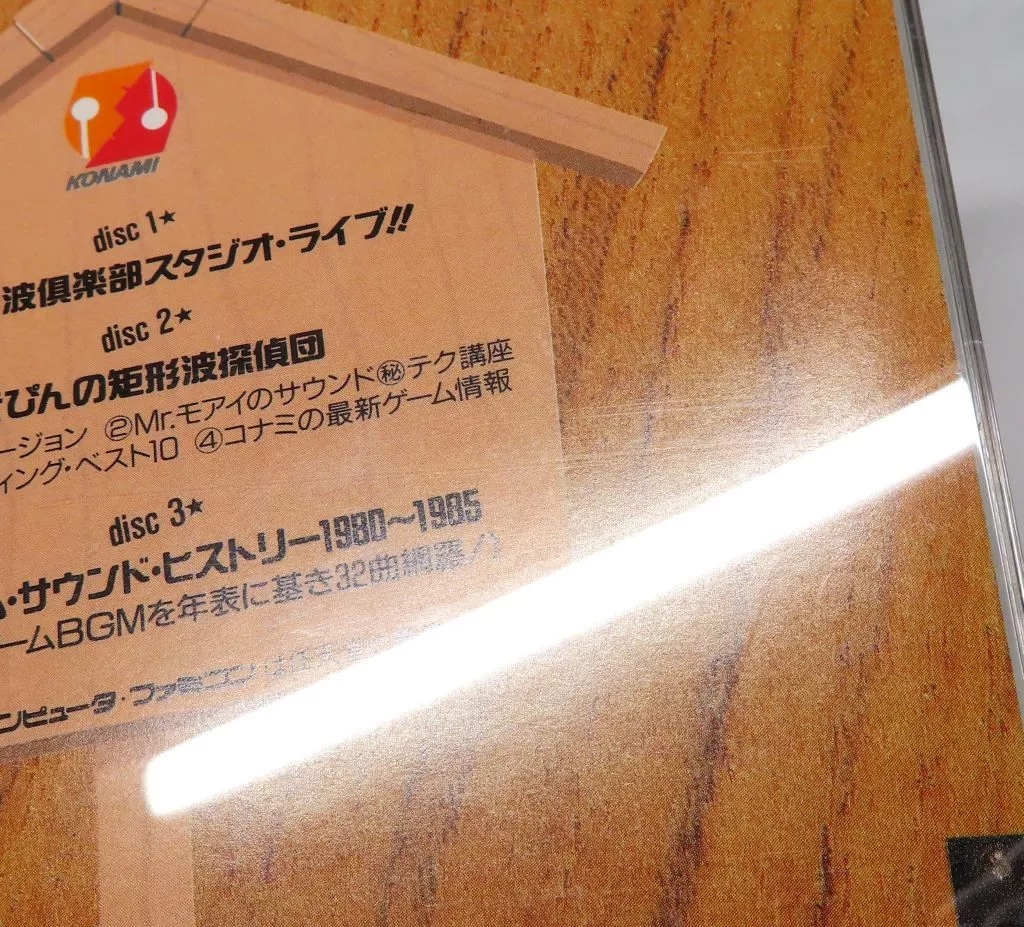 KONAMI
disc 1★
波倶楽部スタジオ・ライブ!!
disc 2★
ぴんの矩形波探偵団
ージョン ②Mr.モアイのサウンド㊙テク講座
ィング・ベスト10 ④コナミの最新ゲーム情報
disc 3★
ム・サウンド・ヒストリー1980〜1985
ームBGMを年表に基き32曲網羅
ンピュータ・ファミコンは任天堂